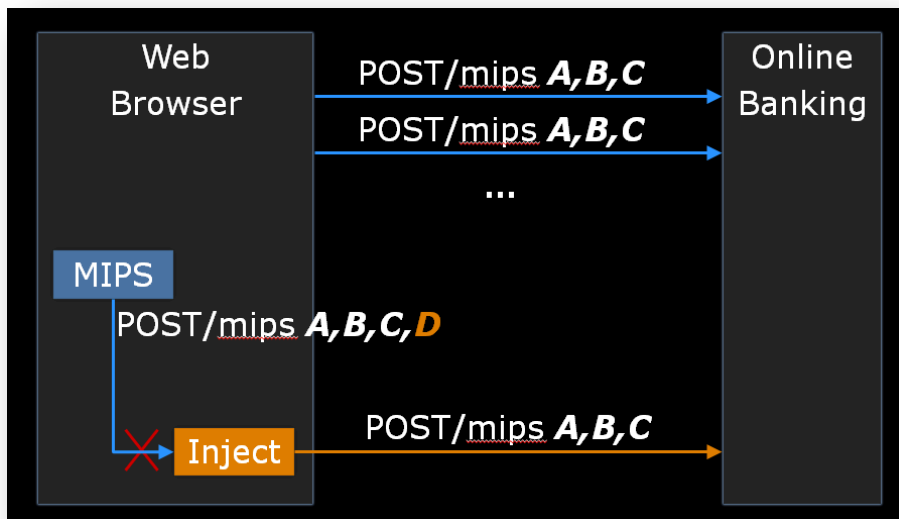 Web
Browser
Online
Banking
POST/mips A,B,C
POST/mips A,B,C
...
MIPS
POST/mips A,B,C,D
Inject
POST/mips A,B,C